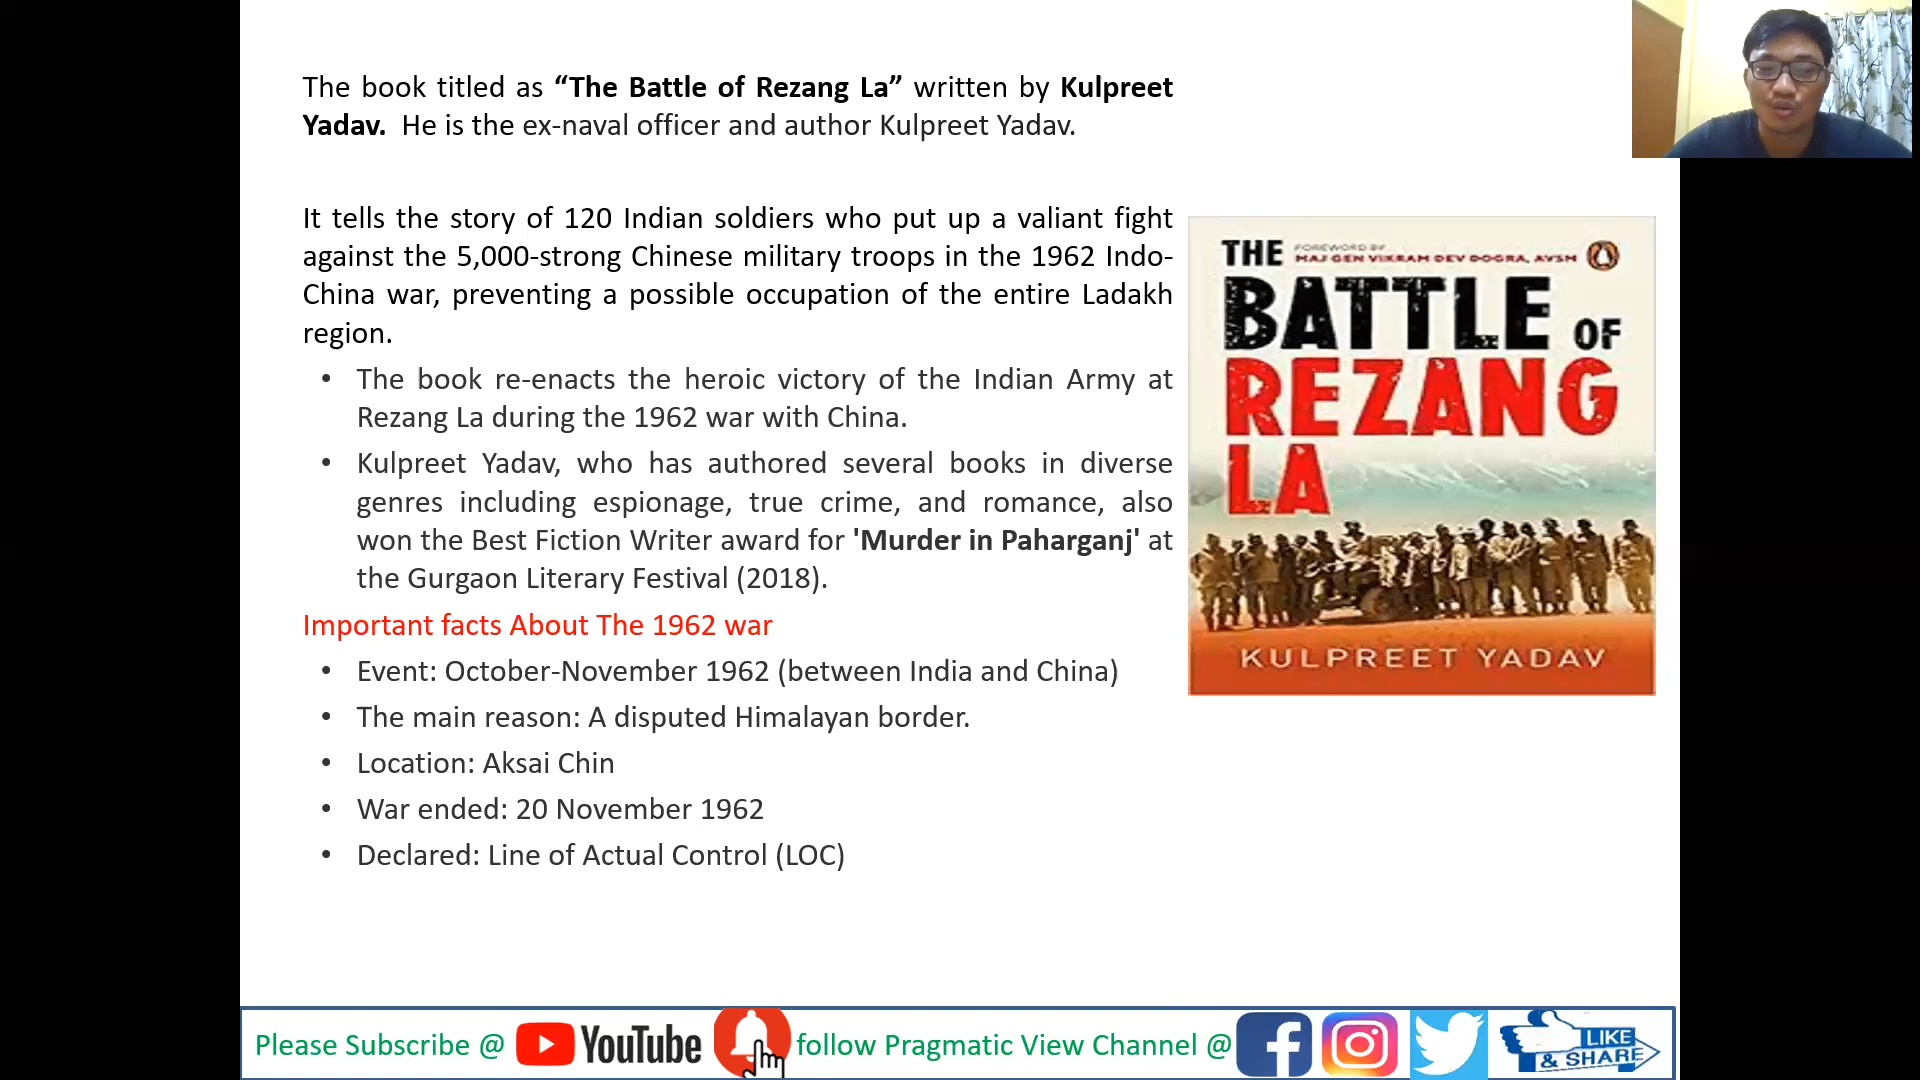 The book titled as “The Battle of Rezang La” written by Kulpreet
Yadav. He is the ex-naval officer and author Kulpreet Yadav.
It tells the story of 120 Indian soldiers who put up a valiant fight
against the 5,000-strong Chinese military troops in the 1962 Indo-
China war, preventing a possible occupation of the entire Ladakh
region.
• The book re-enacts the heroic victory of the Indian Army at
Rezang La during the 1962 war with China.
• Kulpreet Yadav, who has authored several books in diverse
genres including espionage, true crime, and romance, also
won the Best Fiction Writer award for 'Murder in Paharganj' at
the Gurgaon Literary Festival (2018).
Important facts About The 1962 war
• Event: October-November 1962 (between India and China)
• The main reason: A disputed Himalayan border.
• Location: Aksai Chin
• War ended: 20 November 1962
• Declared: Line of Actual Control (LOC)
THE
FOREWORD BY
MAJ GEN VIKRAM DEV DOGRA, AVSM
BATTLE OF
REZANG
LA
KULPREET YADAV
Please Subscribe @ YouTube follow Pragmatic View Channel @
LIKE
& SHARE